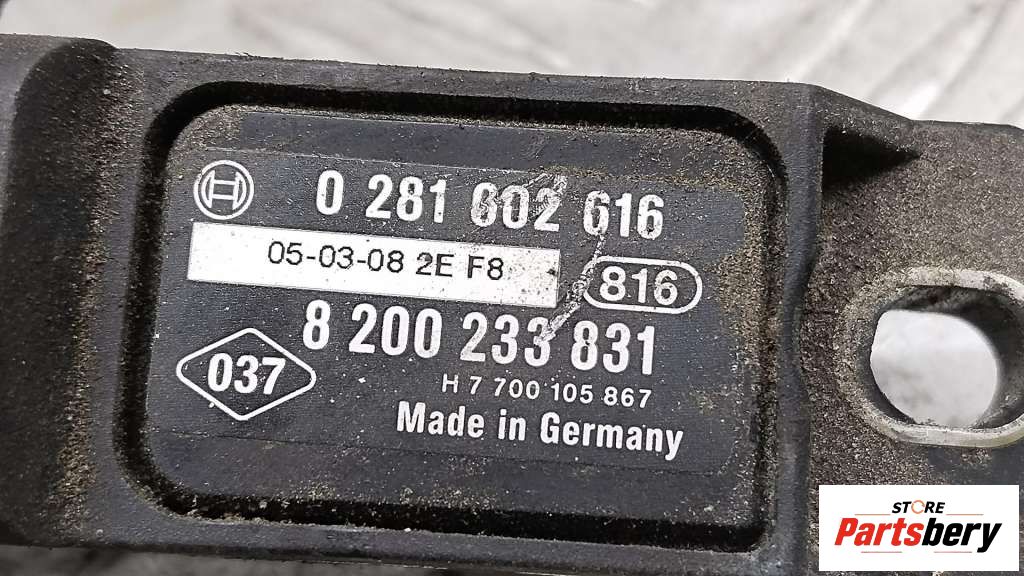 0 281 602 616
05-03-08 2E F8
816
8 200 233 831
037
H 7 700 105 867
Made in Germany
STORE
Partsbery